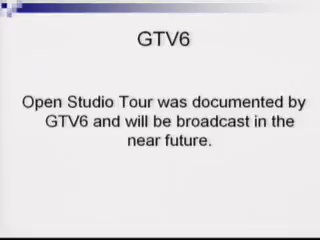 GTV6
Open Studio Tour was documented by
GTV6 and will be broadcast in the
near future.